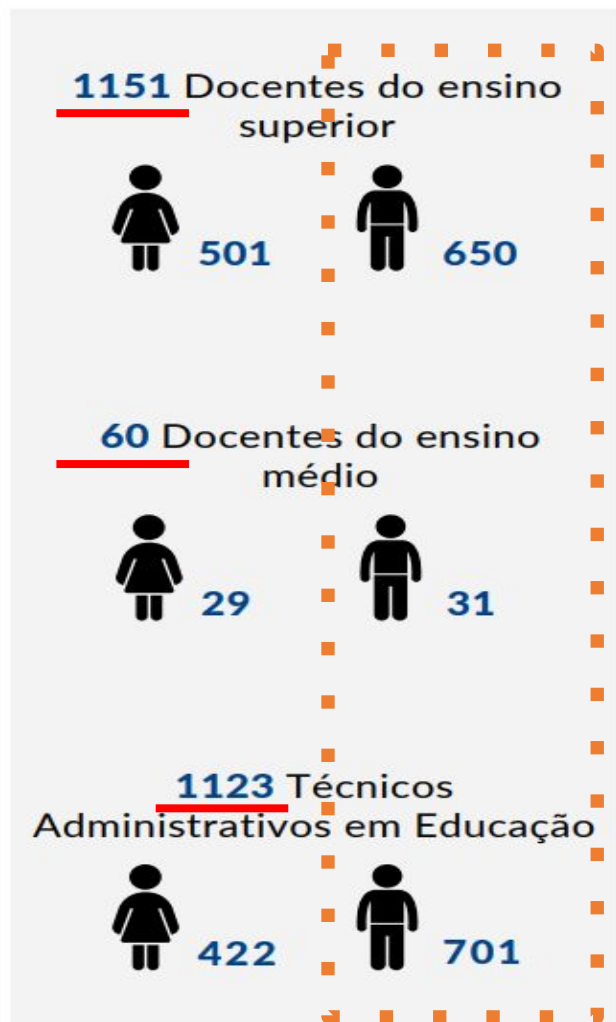 1151 Docentes do ensino
superior
501 650
60 Docentes do ensino
médio
29 31
1123 Técnicos
Administrativos em Educação
422 701